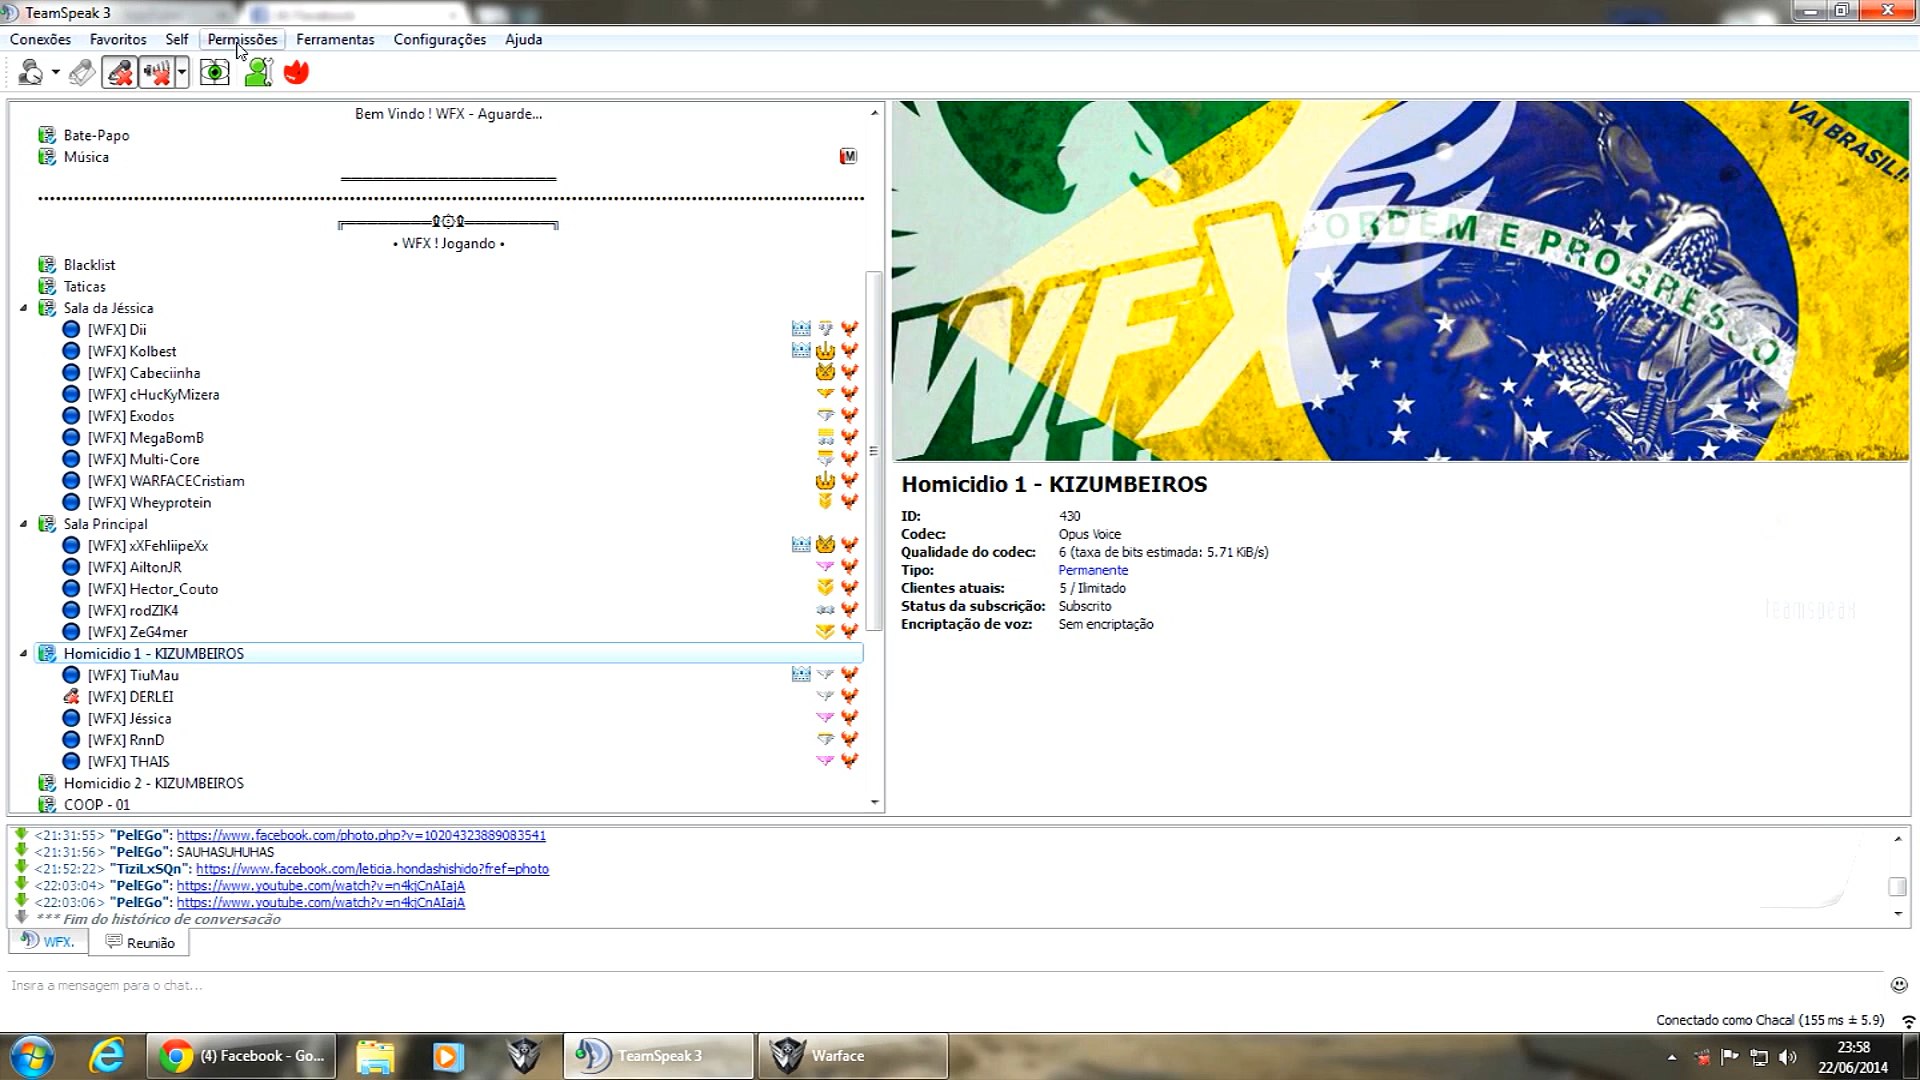 TeamSpeak 3
Conexões Favoritos Self Permissões Ferramentas Configurações Ajuda
Bem Vindo ! WFX - Aguarde...
Bate-Papo
Música
M
• WFX ! Jogando •
Blacklist
Taticas
Sala da Jéssica
[WFX] Dii
[WFX] Kolbest
[WFX] Cabeciinha
[WFX] cHucKyMizera
[WFX] Exodos
[WFX] MegaBomB
[WFX] Multi-Core
[WFX] WARFACECristiam
[WFX] Wheyprotein
Sala Principal
[WFX] xXFehliipeXx
[WFX] AiltonJR
[WFX] Hector_Couto
[WFX] rodZIK4
[WFX] ZeG4mer
Homicidio 1 - KIZUMBEIROS
[WFX] TiuMau
[WFX] DERLEI
[WFX] Jéssica
[WFX] RnnD
[WFX] THAIS
Homicidio 2 - KIZUMBEIROS
COOP - 01
VAI BRASIL!!
ORDEM E PROGRESSO
WFX
Homicidio 1 - KIZUMBEIROS
ID: 430
Codec: Opus Voice
Qualidade do codec: 6 (taxa de bits estimada: 5.71 KiB/s)
Tipo: Permanente
Clientes atuais: 5 / Ilimitado
Status da subscrição: Subscrito
Encriptação de voz: Sem encriptação
teamspeak
<21:31:55> "PelEGo": https://www.facebook.com/photo.php?v=10204323889083541
<21:31:56> "PelEGo": SAUHASUHUHAS
<21:52:22> "TiziLxSQn": https://www.facebook.com/leticia.hondashishido?fref=photo
<22:03:04> "PelEGo": https://www.youtube.com/watch?v=n4kjCnAIajA
<22:03:06> "PelEGo": https://www.youtube.com/watch?v=n4kjCnAIajA
*** Fim do histórico de conversação
WFX. Reunião
Insira a mensagem para o chat...
Conectado como Chacal (155 ms ± 5.9)
(4) Facebook - Go... TeamSpeak 3 Warface
23:58
22/06/2014